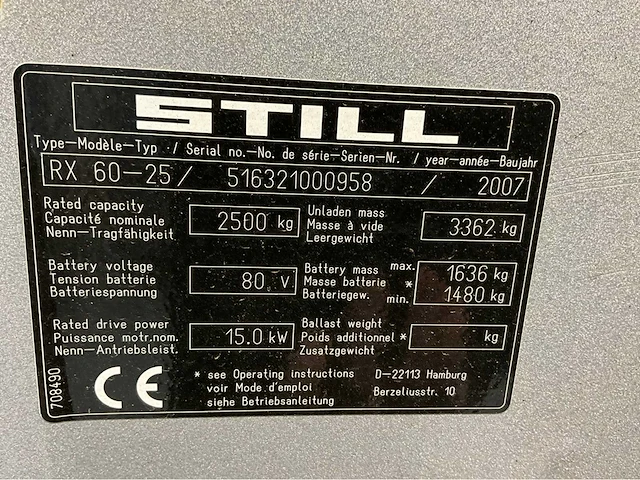 STILL
Type-Modèle-Typ / Serial no.-No. de série-Serien-Nr. / year-année-Baujahr
RX 60-25 / 516321000958 / 2007
Rated capacity
Capacité nominale
Nenn-Tragfähigkeit
2500 kg
Unladen mass
Masse à vide
Leergewicht
3362 kg
Battery voltage
Tension batterie
Batteriespannung
80 V
Battery mass max.
Masse batterie *
Batteriegew. min.
1636 kg
1480 kg
Rated drive power
Puissance motr.nom.
Nenn-Antriebsleist.
15.0 kW
Ballast weight
Poids additionnel *
Zusatzgewicht
kg
708490
CE
* see Operating instructions
voir Mode d'emploi
siehe Betriebsanleitung
D-22113 Hamburg
Berzeliusstr. 10